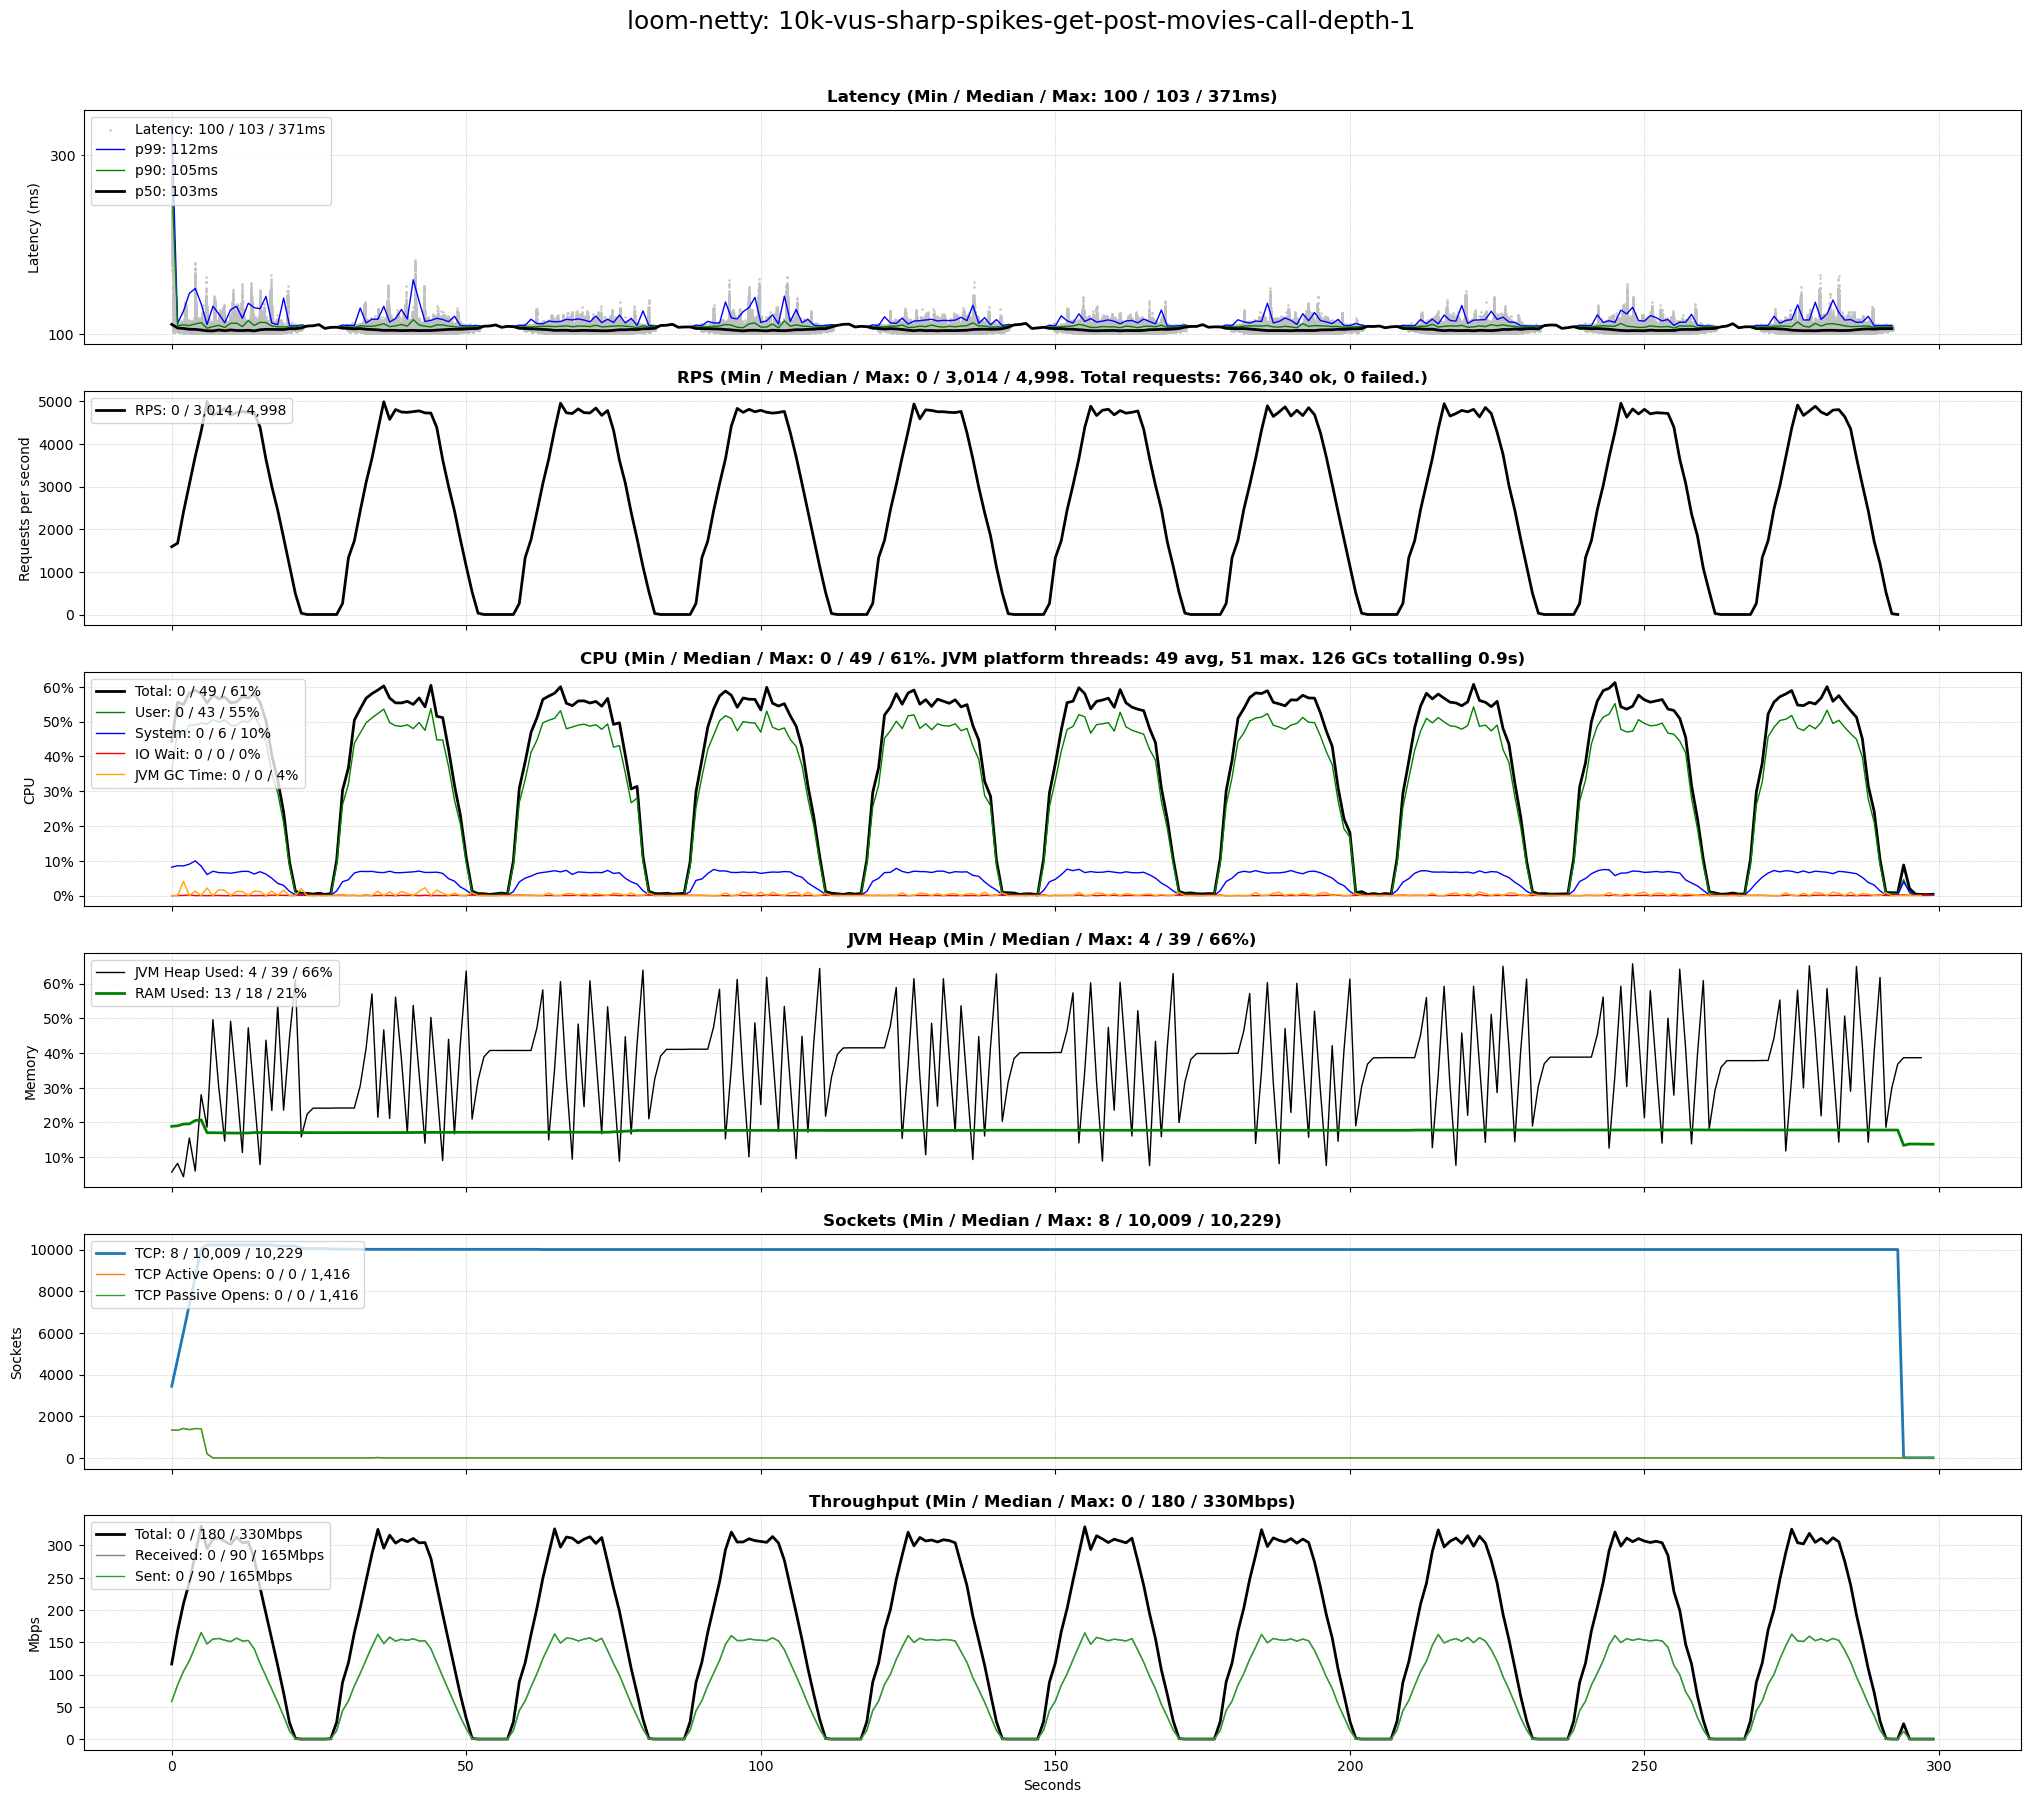 loom-netty: 10k-vus-sharp-spikes-get-post-movies-call-depth-1
Latency (Min / Median / Max: 100 / 103 / 371ms)
Latency: 100 / 103 / 371ms
p99: 112ms
p90: 105ms
p50: 103ms
Latency (ms)
300
100
RPS (Min / Median / Max: 0 / 3,014 / 4,998. Total requests: 766,340 ok, 0 failed.)
RPS: 0 / 3,014 / 4,998
Requests per second
5000
4000
3000
2000
1000
0
CPU (Min / Median / Max: 0 / 49 / 61%. JVM platform threads: 49 avg, 51 max. 126 GCs totalling 0.9s)
Total: 0 / 49 / 61%
User: 0 / 43 / 55%
System: 0 / 6 / 10%
IO Wait: 0 / 0 / 0%
JVM GC Time: 0 / 0 / 4%
CPU
60%
50%
40%
30%
20%
10%
0%
JVM Heap (Min / Median / Max: 4 / 39 / 66%)
JVM Heap Used: 4 / 39 / 66%
RAM Used: 13 / 18 / 21%
Memory
60%
50%
40%
30%
20%
10%
Sockets (Min / Median / Max: 8 / 10,009 / 10,229)
TCP: 8 / 10,009 / 10,229
TCP Active Opens: 0 / 0 / 1,416
TCP Passive Opens: 0 / 0 / 1,416
Sockets
10000
8000
6000
4000
2000
0
Throughput (Min / Median / Max: 0 / 180 / 330Mbps)
Total: 0 / 180 / 330Mbps
Received: 0 / 90 / 165Mbps
Sent: 0 / 90 / 165Mbps
Mbps
300
250
200
150
100
50
0
0 50 100 150 200 250 300
Seconds